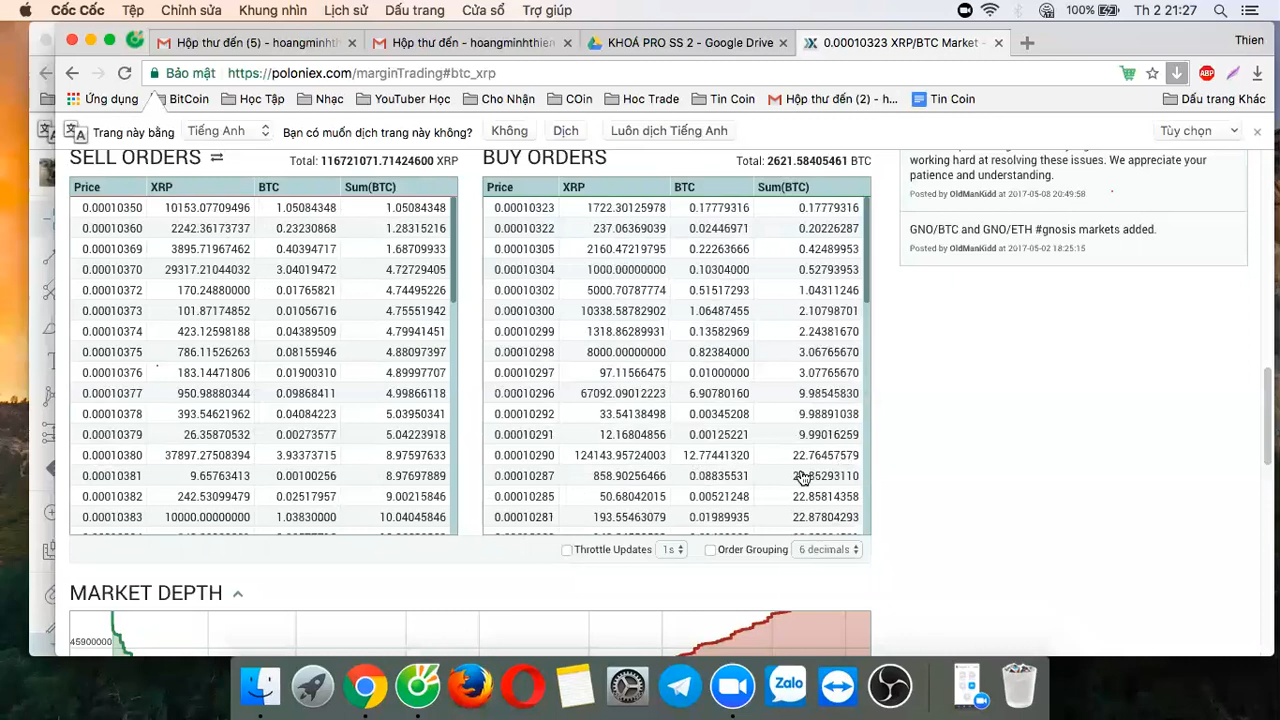 Cốc Cốc Tệp Chỉnh sửa Khung nhìn Lịch sử Dấu trang Cửa sổ Trợ giúp 100% Th 2 21:27
Hộp thư đến (5) - hoangminhth Hộp thư đến - hoangminhthien KHOÁ PRO SS 2 - Google Drive 0.00010323 XRP/BTC Market - Thien
Bảo mật https://poloniex.com/marginTrading#btc_xrp ABP
Ứng dụng BitCoin Học Tập Nhạc YouTuber Học Cho Nhận COin Hoc Trade Tin Coin Hộp thư đến (2) - h... Tin Coin Dấu trang Khác
Trang này bằng Tiếng Anh Bạn có muốn dịch trang này không? Không Dịch Luôn dịch Tiếng Anh Tùy chọn
SELL ORDERS Total: 116721071.71424600 XRP
Price XRP BTC Sum(BTC)
0.00010350 10153.07709496 1.05084348 1.05084348
0.00010360 2242.36173737 0.23230868 1.28315216
0.00010369 3895.71967462 0.40394717 1.68709933
0.00010370 29317.21044032 3.04019472 4.72729405
0.00010372 170.24880000 0.01765821 4.74495226
0.00010373 101.87174852 0.01056716 4.75551942
0.00010374 423.12598188 0.04389509 4.79941451
0.00010375 786.11526263 0.08155946 4.88097397
0.00010376 183.14471806 0.01900310 4.89997707
0.00010377 950.98880344 0.09868411 4.99866118
0.00010378 393.54621962 0.04084223 5.03950341
0.00010379 26.35870532 0.00273577 5.04223918
0.00010380 37897.27508394 3.93373715 8.97597633
0.00010381 9.65763413 0.00100256 8.97697889
0.00010382 242.53099479 0.02517957 9.00215846
0.00010383 10000.00000000 1.03830000 10.04045846
BUY ORDERS Total: 2621.58405461 BTC
Price XRP BTC Sum(BTC)
0.00010323 1722.30125978 0.17779316 0.17779316
0.00010322 237.06369039 0.02446971 0.20226287
0.00010305 2160.47219795 0.22263666 0.42489953
0.00010304 1000.00000000 0.10304000 0.52793953
0.00010302 5000.70787774 0.51517293 1.04311246
0.00010300 10338.58782902 1.06487455 2.10798701
0.00010299 1318.86289931 0.13582969 2.24381670
0.00010298 8000.00000000 0.82384000 3.06765670
0.00010297 97.11566475 0.01000000 3.07765670
0.00010296 67092.09012223 6.90780160 9.98545830
0.00010292 33.54138498 0.00345208 9.98891038
0.00010291 12.16804856 0.00125221 9.99016259
0.00010290 124143.95724003 12.77441320 22.76457579
0.00010287 858.90256466 0.08835531
0.00010285 50.68042015 0.00521248 22.85814358
0.00010281 193.55463079 0.01989935 22.87804293
Throttle Updates 1s Order Grouping 6 decimals
working hard at resolving these issues. We appreciate your
patience and understanding.
Posted by OldManKidd at 2017-05-08 20:49:58
GNO/BTC and GNO/ETH #gnosis markets added.
Posted by OldManKidd at 2017-05-02 18:25:15
MARKET DEPTH
45900000
Zalo